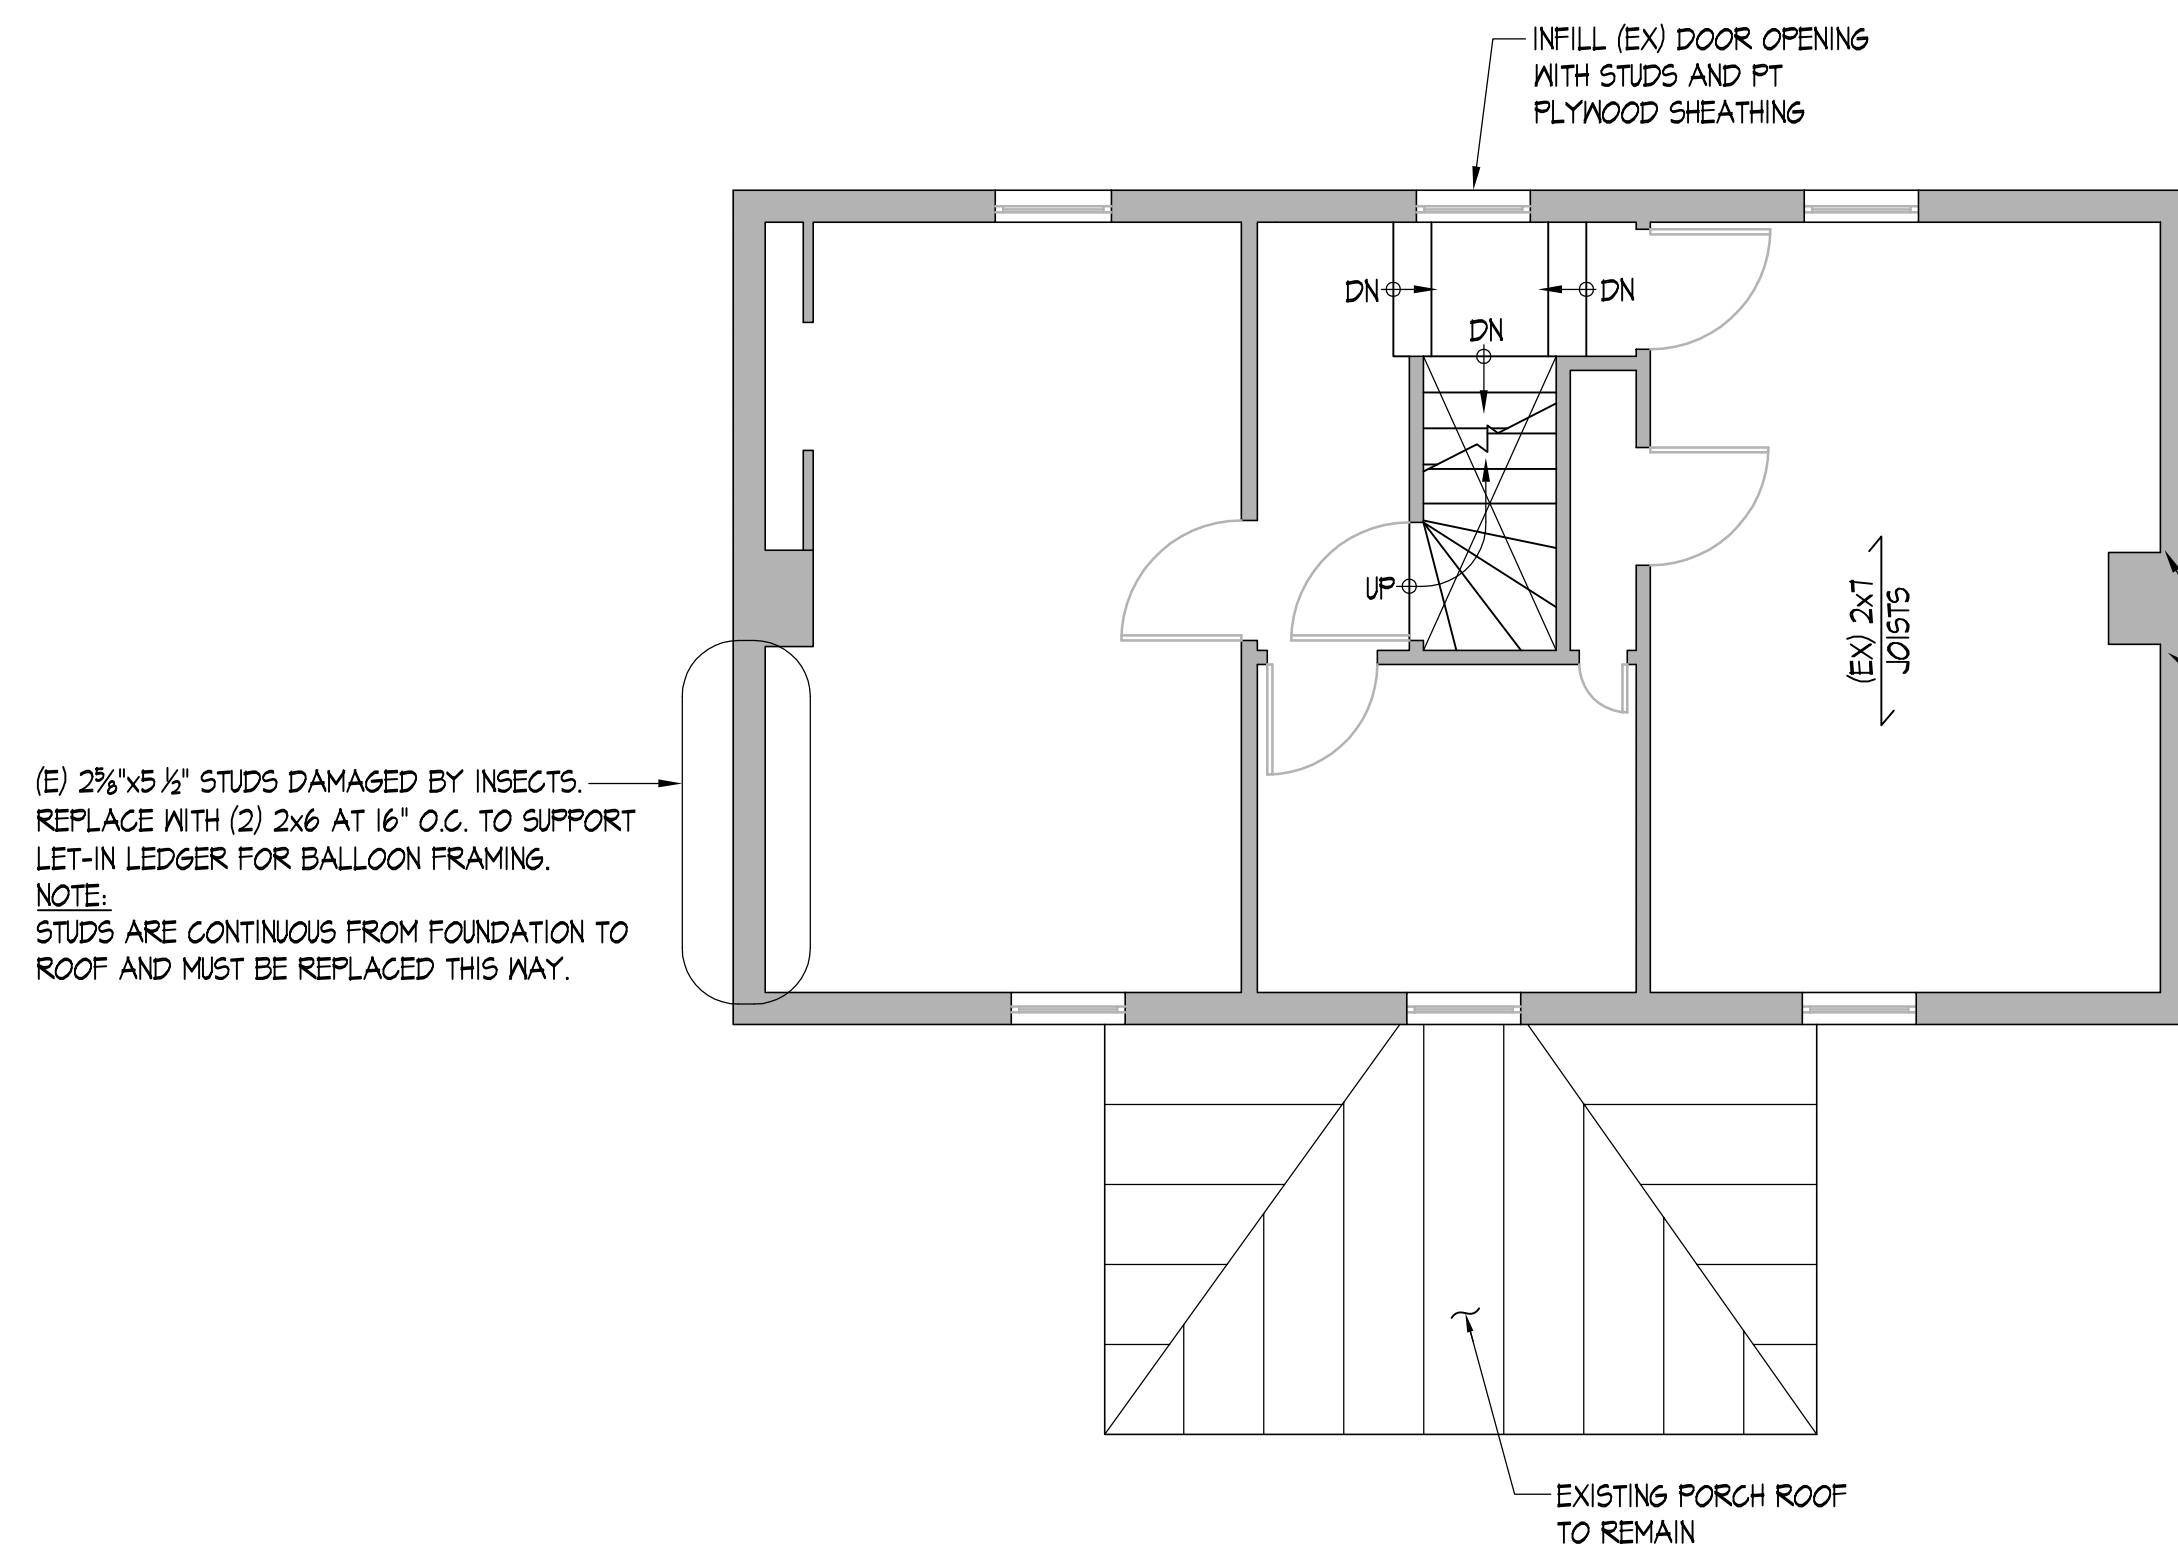 INFILL (EX) DOOR OPENING
WITH STUDS AND PT
PLYWOOD SHEATHING
DN
DN
DN
UP
(EX) 2x7
JOISTS
(E) 2⅝"x5 ½" STUDS DAMAGED BY INSECTS.
REPLACE WITH (2) 2x6 AT 16" O.C. TO SUPPORT
LET-IN LEDGER FOR BALLOON FRAMING.
NOTE:
STUDS ARE CONTINUOUS FROM FOUNDATION TO
ROOF AND MUST BE REPLACED THIS WAY.
EXISTING PORCH ROOF
TO REMAIN